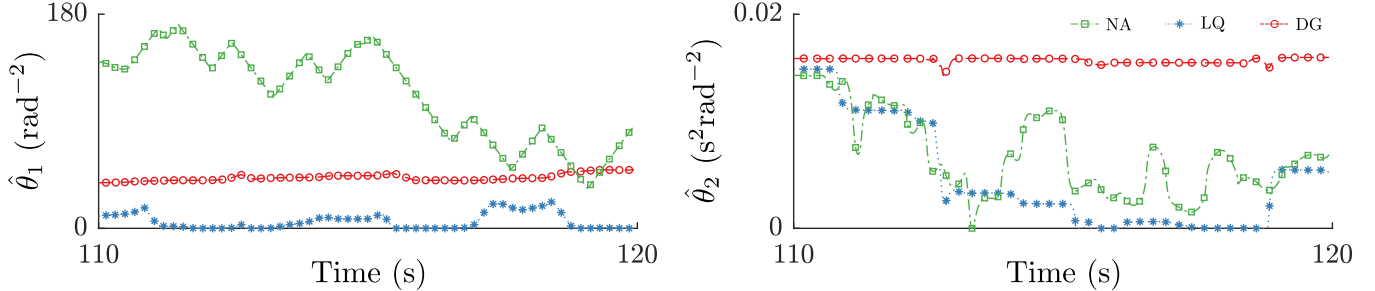 180
0
110
120
Time (s)
θ̂₁ (rad⁻²)
0.02
0
110
120
Time (s)
θ̂₂ (s²rad⁻²)
NA LQ DG